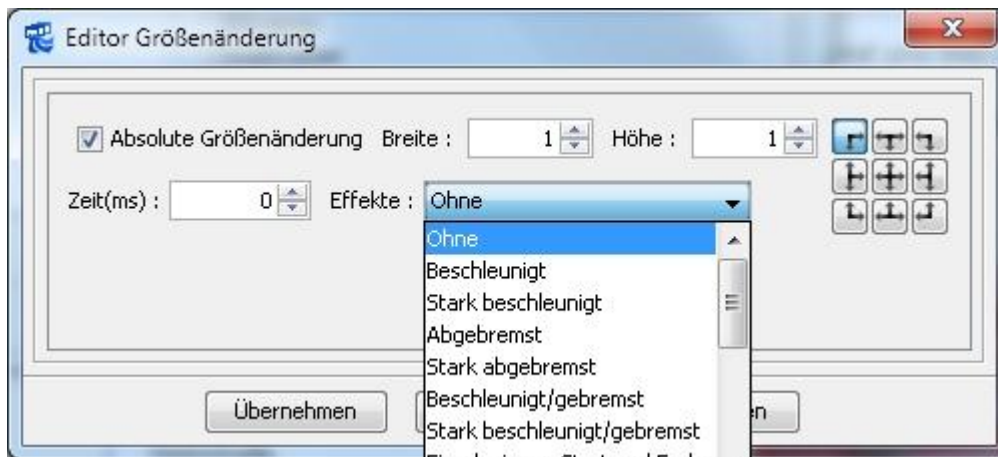 Editor Größenänderung
Absolute Größenänderung Breite : 1 Höhe : 1
Zeit(ms) : 0 Effekte : Ohne
Ohne
Beschleunigt
Stark beschleunigt
Abgebremst
Stark abgebremst
Beschleunigt/gebremst
Übernehmen
Stark beschleunigt/gebremst